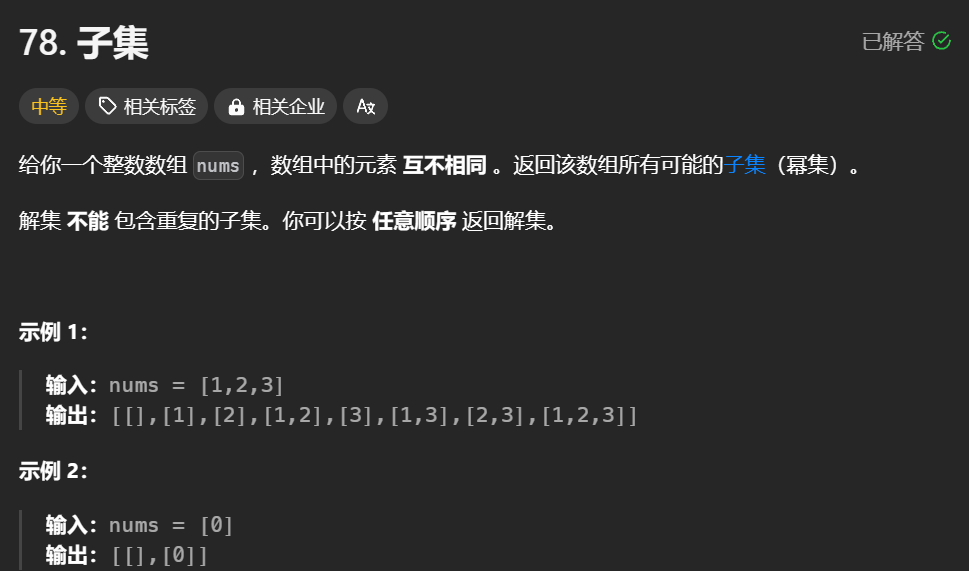 78. 子集
已解答
中等 相关标签 相关企业 Ax
给你一个整数数组 nums ，数组中的元素 互不相同 。返回该数组所有可能的子集（幂集）。
解集 不能 包含重复的子集。你可以按 任意顺序 返回解集。
示例 1：
输入：nums = [1,2,3]
输出：[[],[1],[2],[1,2],[3],[1,3],[2,3],[1,2,3]]
示例 2：
输入：nums = [0]
输出：[[],[0]]